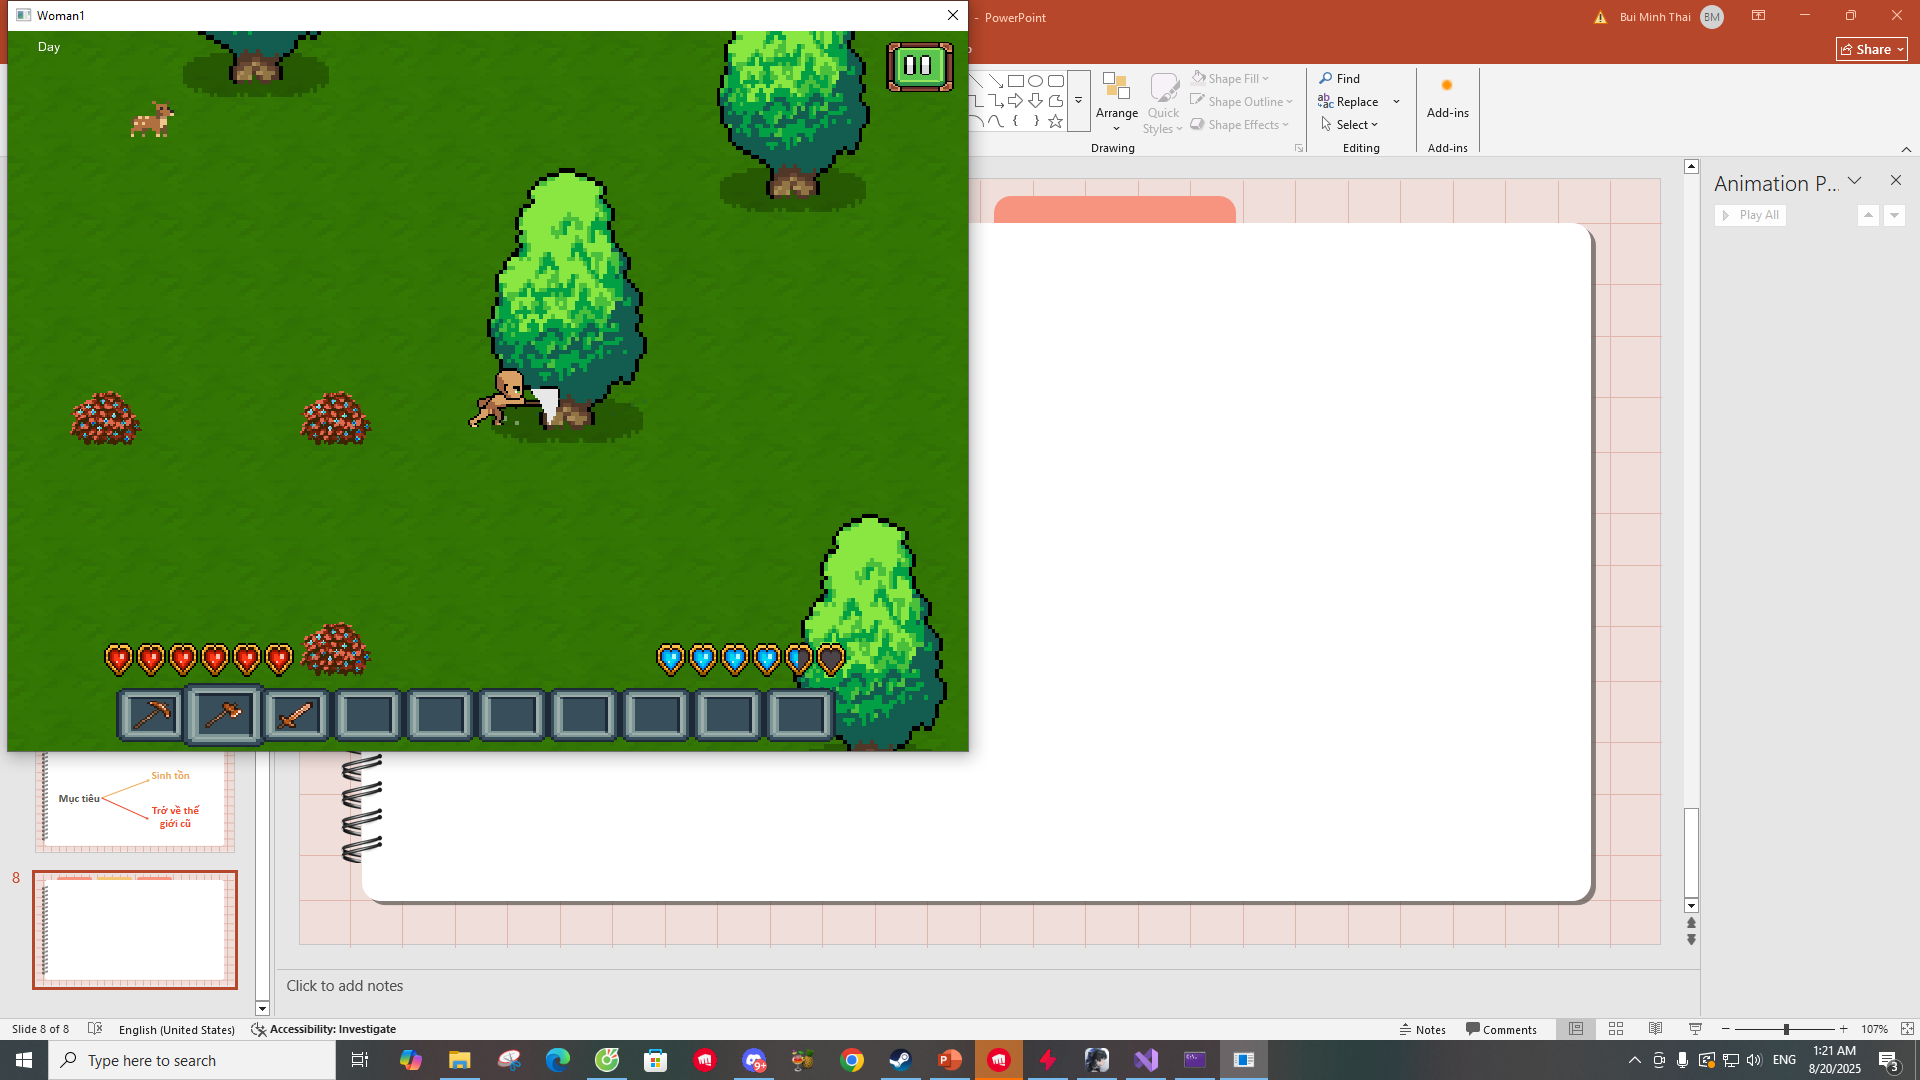 Woman1
Day
- PowerPoint
Bui Minh Thai
BM
Share
Arrange
Quick
Styles
Shape Fill
Shape Outline
Shape Effects
Drawing
Find
Replace
Select
Editing
Add-ins
Add-ins
Animation P...
Play All
Mục tiêu
Sinh tồn
Trở về thế
giới cũ
8
Click to add notes
Slide 8 of 8
English (United States)
Accessibility: Investigate
Notes
Comments
107%
Type here to search
9+
ENG
1:21 AM
8/20/2025
3